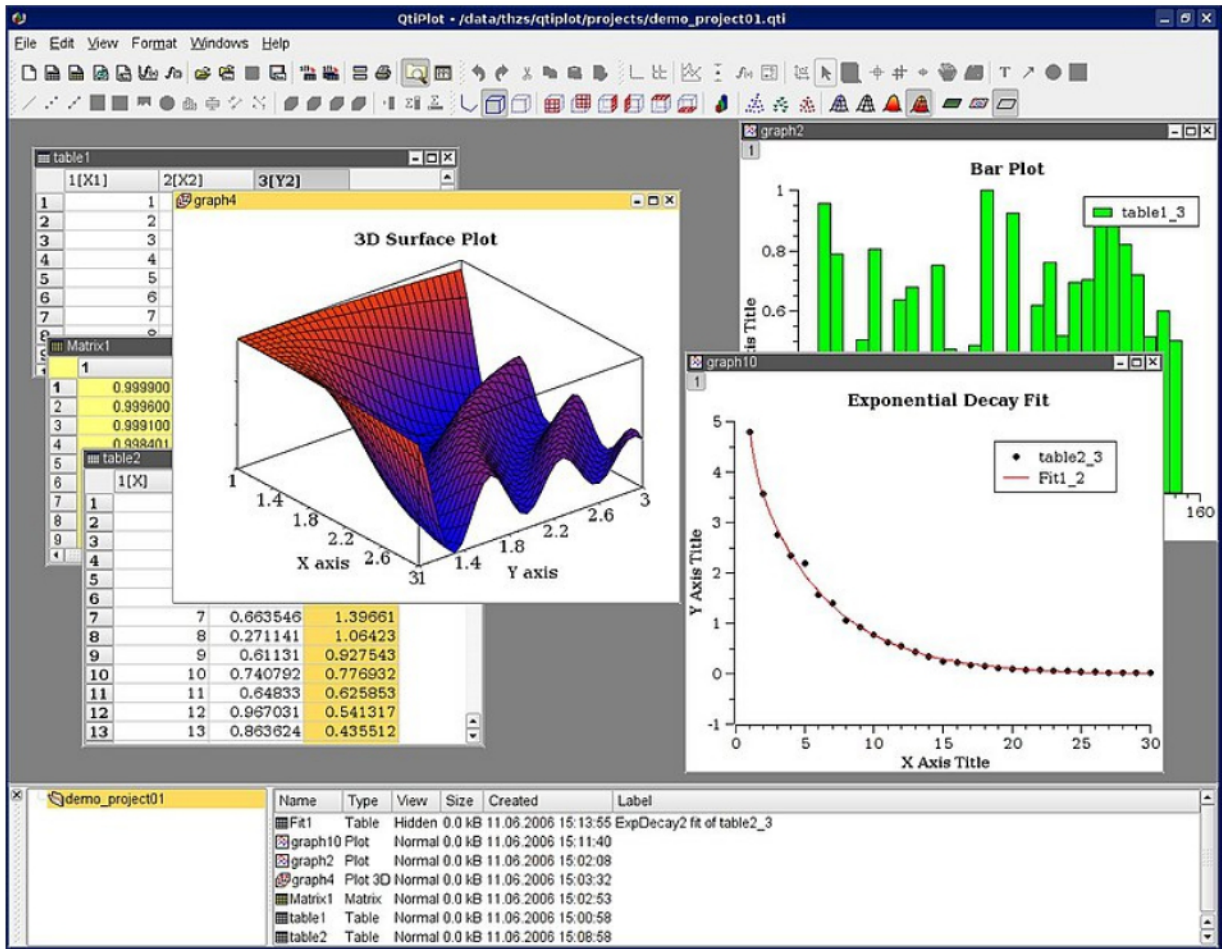 QtiPlot - /data/thzs/qtiplot/projects/demo_project01.qti
File Edit View Format Windows Help
table1
1[X1] 2[X2] 3[Y2]
1 1
2 2
3 3
4 4
5 5
6 6
7 7
Matrix1
1
1 0.999900
2 0.999600
3 0.999100
4 0.998401
5
6
7
8
9
table2
1[X]
1
2
3
4
5
6
7 7 0.663546 1.39661
8 8 0.271141 1.06423
9 9 0.61131 0.927543
10 10 0.740792 0.776932
11 11 0.64833 0.625853
12 12 0.967031 0.541317
13 13 0.863624 0.435512
graph4
3D Surface Plot
1
1.4
1.8
2.2
2.6
31
X axis
1.4
1.8
2.2
2.6
3
Y axis
graph2
1
Bar Plot
table1_3
1
0.8
0.6
160
graph10
1
Exponential Decay Fit
table2_3
Fit1_2
5
4
3
2
1
0
-1
Y Axis Title
0 5 10 15 20 25 30
X Axis Title
demo_project01
Name Type View Size Created Label
Fit1 Table Hidden 0.0 kB 11.06.2006 15:13:55 ExpDecay2 fit of table2_3
graph10 Plot Normal 0.0 kB 11.06.2006 15:11:40
graph2 Plot Normal 0.0 kB 11.06.2006 15:02:08
graph4 Plot 3D Normal 0.0 kB 11.06.2006 15:03:32
Matrix1 Matrix Normal 0.0 kB 11.06.2006 15:02:53
table1 Table Normal 0.0 kB 11.06.2006 15:00:58
table2 Table Normal 0.0 kB 11.06.2006 15:08:58